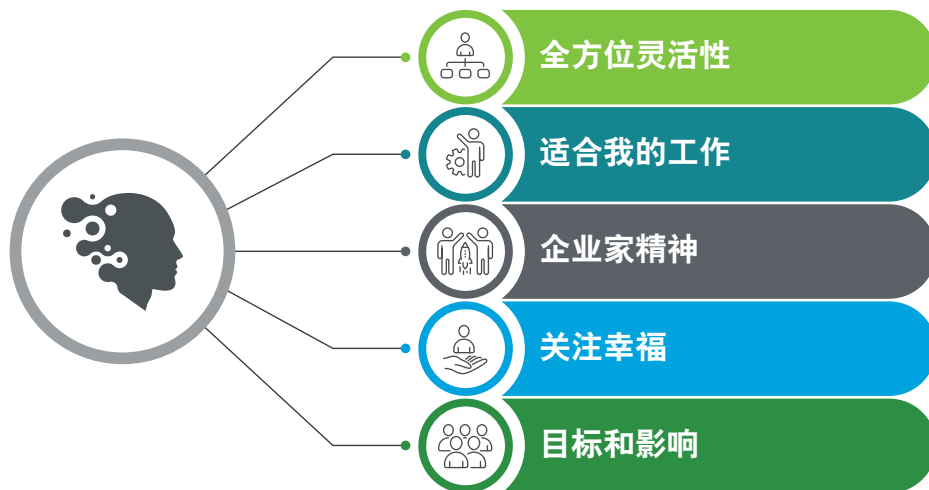 全方位灵活性
适合我的工作
企业家精神
关注幸福
目标和影响